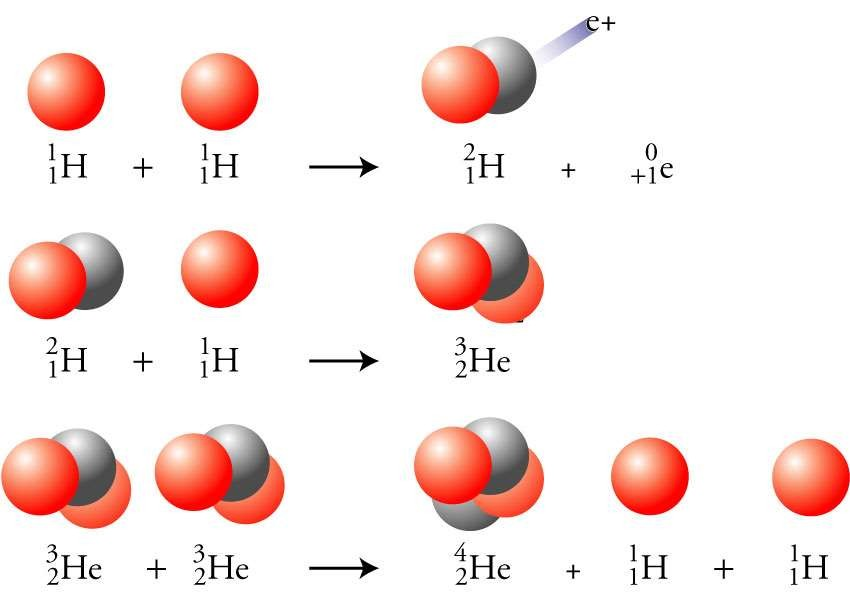 e+
¹₁H + ¹₁H ⟶ ²₁H + ⁰₊₁e
²₁H + ¹₁H ⟶ ³₂He
³₂He + ³₂He ⟶ ⁴₂He + ¹₁H + ¹₁H